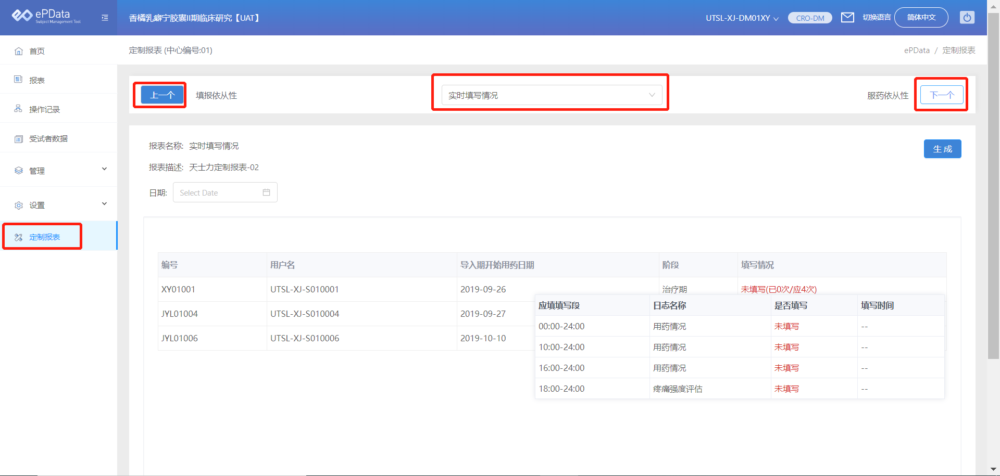 ePData
Subject Management Tool
香橘乳癖宁胶囊II期临床研究【UAT】
UTSL-XJ-DM01XY
CRO-DM
切换语言
简体中文
首页
报表
操作记录
受试者数据
管理
设置
定制报表
定制报表 (中心编号:01)
ePData / 定制报表
上一个 填报依从性
实时填写情况
服药依从性 下一个
报表名称: 实时填写情况
生 成
报表描述: 天士力定制报表-02
日期: Select Date
编号 用户名 导入期开始用药日期 阶段 填写情况
XY01001 UTSL-XJ-S010001 2019-09-26 治疗期 未填写(已0次/应4次)
JYL01004 UTSL-XJ-S010004 2019-09-27
JYL01006 UTSL-XJ-S010006 2019-10-10
应填填写段 日志名称 是否填写 填写时间
00:00-24:00 用药情况 未填写 --
10:00-24:00 用药情况 未填写 --
16:00-24:00 用药情况 未填写 --
18:00-24:00 疼痛强度评估 未填写 --